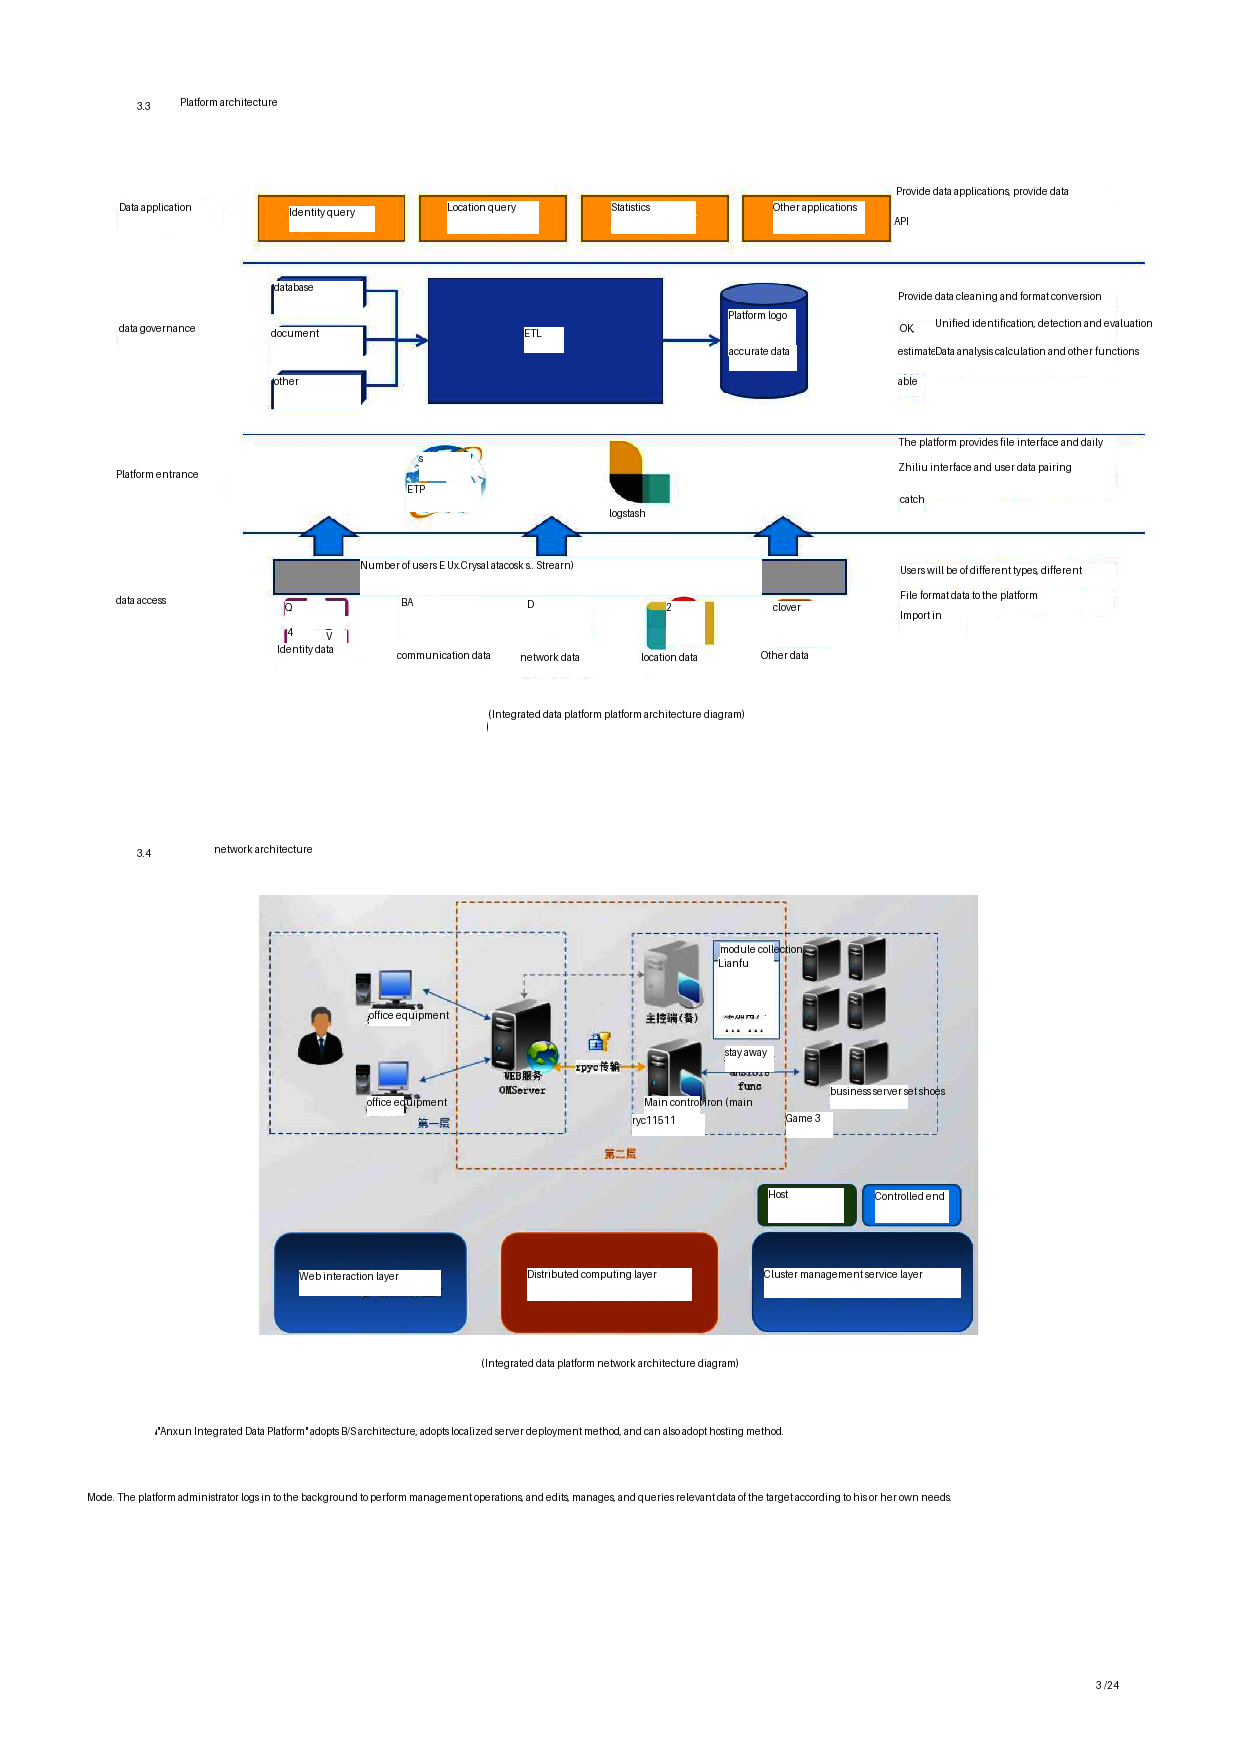 3.3 Platform architecture
Provide data applications, provide data
Data application
Identity query
Location query
Statistics
Other applications
API
database
document
other
data governance
ETL
Platform logo
accurate data
Provide data cleaning and format conversion
OK,
Unified identification, detection and evaluation
estimate
Data analysis calculation and other functions
able
Platform entrance
s
ETP
logstash
The platform provides file interface and daily
Zhiliu interface and user data pairing
catch
Number of users E Ux.Crysal atacosk s.. Strearn)
data access
Q
4
V
Identity data
BA
communication data
D
network data
2
location data
clover
Other data
Users will be of different types, different
File format data to the platform
Import in
(Integrated data platform platform architecture diagram)
3.4 network architecture
office equipment
office equipment
第一层
WEB服务
OMServer
rpyc传输
主控端(备)
module collection
Lianfu
... ...
stay away
func
Main control iron (main
ryc11511
business server set shoes
Game 3
第二层
Host
Controlled end
Web interaction layer
Distributed computing layer
Cluster management service layer
(Integrated data platform network architecture diagram)
"Anxun Integrated Data Platform" adopts B/S architecture, adopts localized server deployment method, and can also adopt hosting method.
Mode. The platform administrator logs in to the background to perform management operations, and edits, manages, and queries relevant data of the target according to his or her own needs.
3 /24